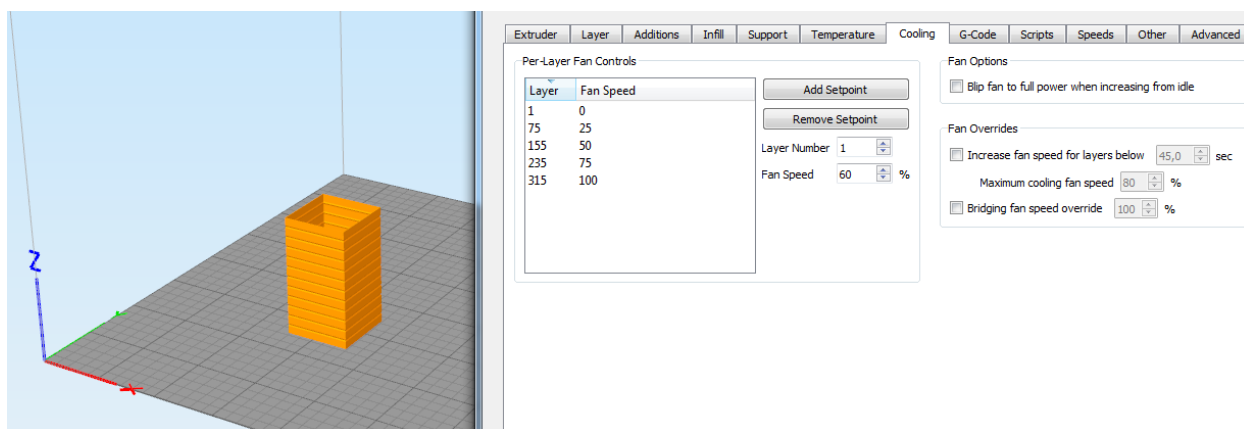 Extruder Layer Additions Infill Support Temperature Cooling G-Code Scripts Speeds Other Advanced
Per-Layer Fan Controls
Layer Fan Speed
1 0
75 25
155 50
235 75
315 100
Add Setpoint
Remove Setpoint
Layer Number 1
Fan Speed 60 %
Fan Options
Blip fan to full power when increasing from idle
Fan Overrides
Increase fan speed for layers below 45,0 sec
Maximum cooling fan speed 80 %
Bridging fan speed override 100 %
Z
X